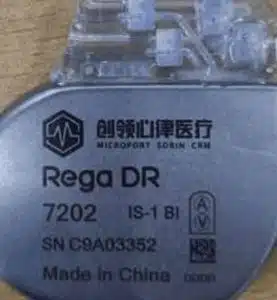 创领心律医疗
MICROPORT SORIN CRM
Rega DR
7202 IS-1 BI A V
SN C9A03352
Made in China